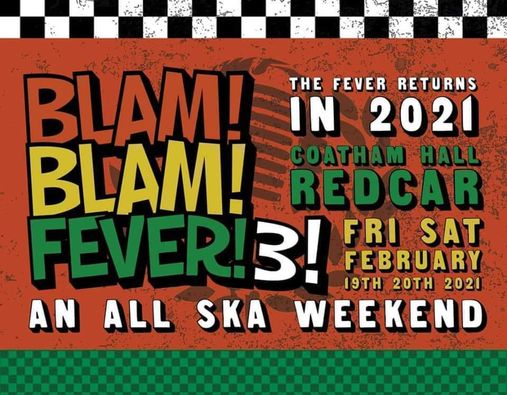 BLAM!
BLAM!
FEVER! 3!
THE FEVER RETURNS
IN 2021
COATHAM HALL
REDCAR
FRI SAT
FEBRUARY
19TH 20TH 2021
AN ALL SKA WEEKEND